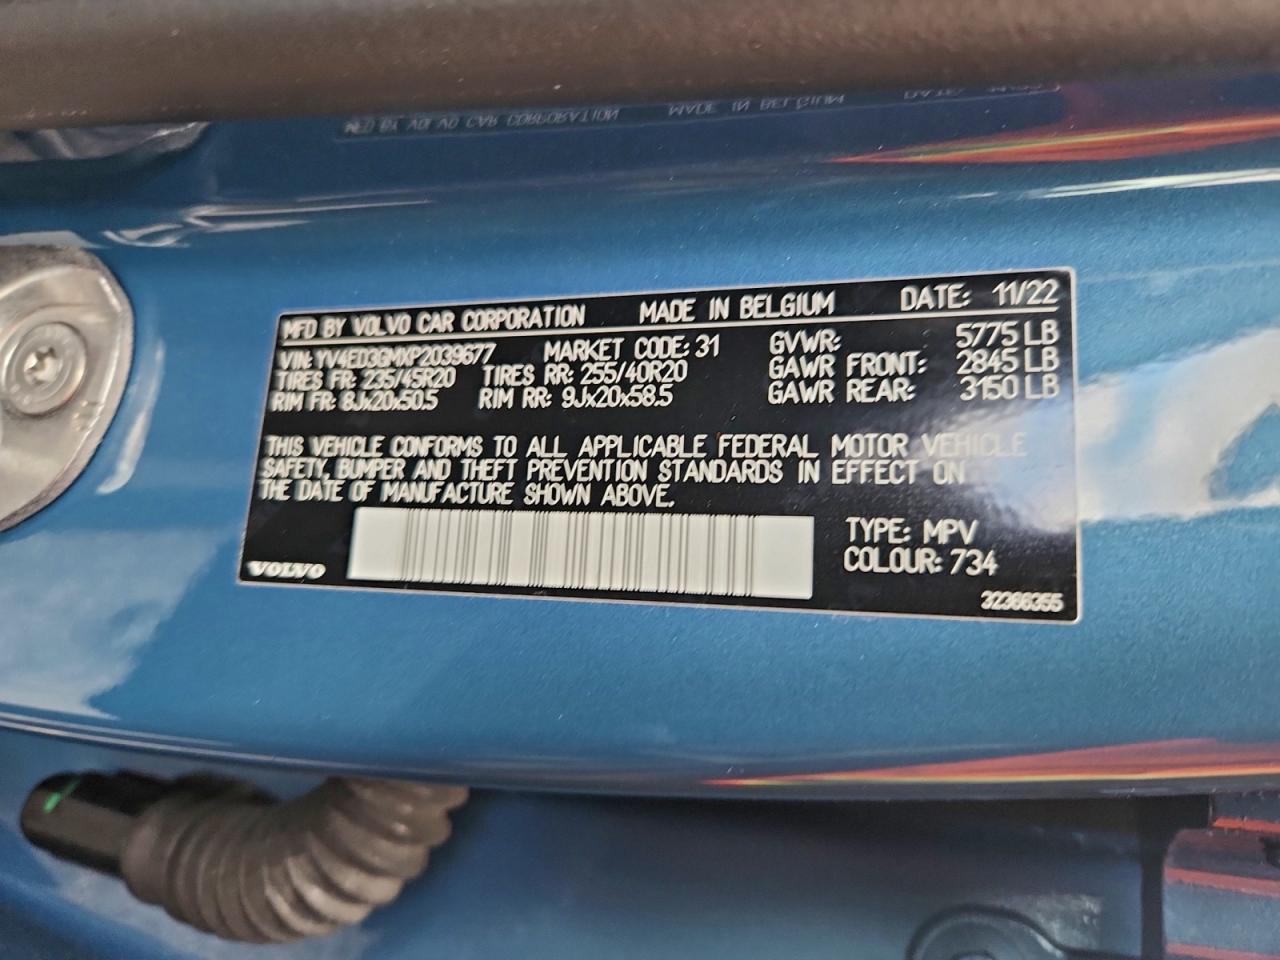 MFD BY VOLVO CAR CORPORATION MADE IN BELGIUM DATE: 11/22
VIN: YV4ED3GMXP2039677 MARKET CODE: 31 GVWR: 5775 LB
TIRES FR: 235/45R20 TIRES RR: 255/40R20 GAWR FRONT: 2845 LB
RIM FR: 8Jx20x50.5 RIM RR: 9Jx20x58.5 GAWR REAR: 3150 LB
THIS VEHICLE CONFORMS TO ALL APPLICABLE FEDERAL MOTOR VEHICLE
SAFETY, BUMPER AND THEFT PREVENTION STANDARDS IN EFFECT ON
THE DATE OF MANUFACTURE SHOWN ABOVE.
TYPE: MPV
COLOUR: 734
VOLVO
32366355